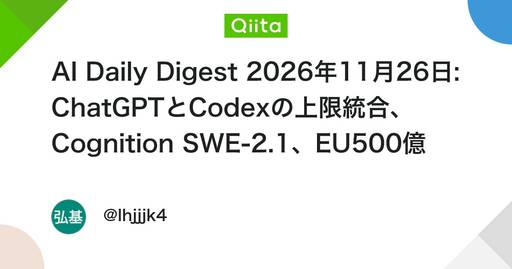 Qiita
AI Daily Digest 2026年11月26日:
ChatGPTとCodexの上限統合、
Cognition SWE-2.1、EU500億
弘基
@lhjjjk4